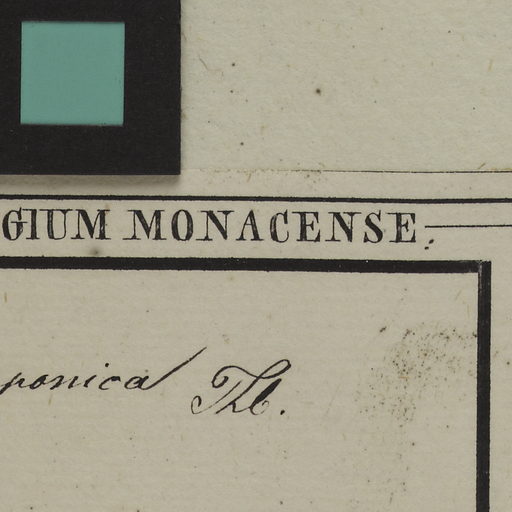 GIUM MONACENSE.
ponica Thb.